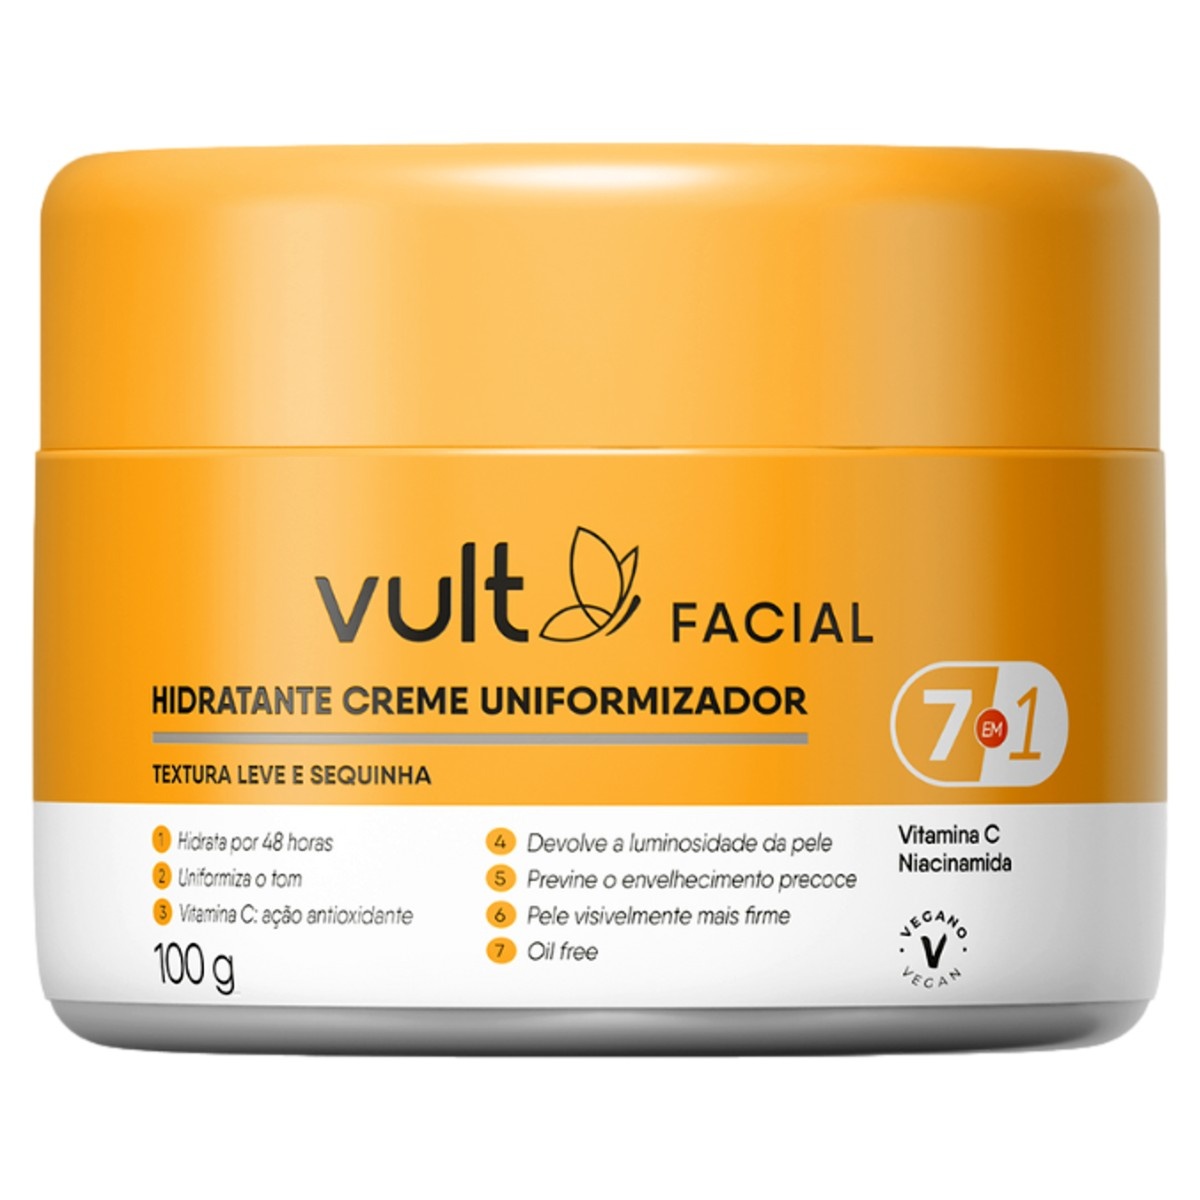 vult FACIAL
HIDRATANTE CREME UNIFORMIZADOR
TEXTURA LEVE E SEQUINHA
7 EM 1
1 Hidrata por 48 horas
2 Uniformiza o tom
3 Vitamina C: ação antioxidante
4 Devolve a luminosidade da pele
5 Previne o envelhecimento precoce
6 Pele visivelmente mais firme
7 Oil free
Vitamina C
Niacinamida
100 g
VEGANO
V
VEGAN